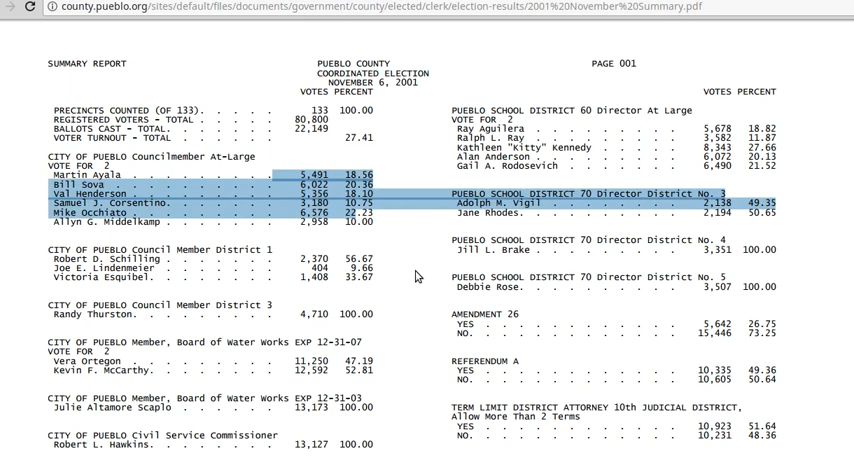 county.pueblo.org/sites/default/files/documents/government/county/elected/clerk/election-results/2001%20November%20Summary.pdf
SUMMARY REPORT PUEBLO COUNTY PAGE 001
COORDINATED ELECTION
NOVEMBER 6, 2001
VOTES PERCENT
PRECINCTS COUNTED (OF 133). . . . . 133 100.00
REGISTERED VOTERS - TOTAL . . . . . 80,800
BALLOTS CAST - TOTAL. . . . . . 22,149
VOTER TURNOUT - TOTAL . . . . . 27.41
CITY OF PUEBLO Councilmember At-Large
VOTE FOR 2
Martin Ayala . . . . . . . . 5,491 18.56
Bill Sova . . . . . . . . . 6,022 20.36
Val Henderson . . . . . . . . 5,356 18.10
Samuel J. Corsentino. . . . . . 3,180 10.75
Mike Occhiato . . . . . . . . 6,576 22.23
Allyn G. Middelkamp . . . . . . 2,958 10.00
CITY OF PUEBLO Council Member District 1
Robert D. Schilling . . . . . . 2,370 56.67
Joe E. Lindenmeier . . . . . . 404 9.66
Victoria Esquibel. . . . . . . 1,408 33.67
CITY OF PUEBLO Council Member District 3
Randy Thurston. . . . . . . . 4,710 100.00
CITY OF PUEBLO Member, Board of Water Works EXP 12-31-07
VOTE FOR 2
Vera Ortegon . . . . . . . . 11,250 47.19
Kevin F. McCarthy. . . . . . . 12,592 52.81
CITY OF PUEBLO Member, Board of Water Works EXP 12-31-03
Julie Altamore Scaplo . . . . . 13,173 100.00
CITY OF PUEBLO Civil Service Commissioner
Robert L. Hawkins. . . . . . . 13,127 100.00
VOTES PERCENT
PUEBLO SCHOOL DISTRICT 60 Director At Large
VOTE FOR 2
Ray Aguilera . . . . . . . . 5,678 18.82
Ralph L. Ray . . . . . . . . 3,582 11.87
Kathleen "Kitty" Kennedy . . . . 8,343 27.66
Alan Anderson . . . . . . . . 6,072 20.13
Gail A. Rodosevich . . . . . . 6,490 21.52
PUEBLO SCHOOL DISTRICT 70 Director District No. 3
Adolph M. Vigil . . . . . . . 2,138 49.35
Jane Rhodes. . . . . . . . . 2,194 50.65
PUEBLO SCHOOL DISTRICT 70 Director District No. 4
Jill L. Brake . . . . . . . . 3,351 100.00
PUEBLO SCHOOL DISTRICT 70 Director District No. 5
Debbie Rose. . . . . . . . . 3,507 100.00
AMENDMENT 26
YES . . . . . . . . . . . 5,642 26.75
NO. . . . . . . . . . . . 15,446 73.25
REFERENDUM A
YES . . . . . . . . . . . 10,335 49.36
NO. . . . . . . . . . . . 10,605 50.64
TERM LIMIT DISTRICT ATTORNEY 10th JUDICIAL DISTRICT,
Allow More Than 2 Terms
YES . . . . . . . . . . . 10,923 51.64
NO. . . . . . . . . . . . 10,231 48.36